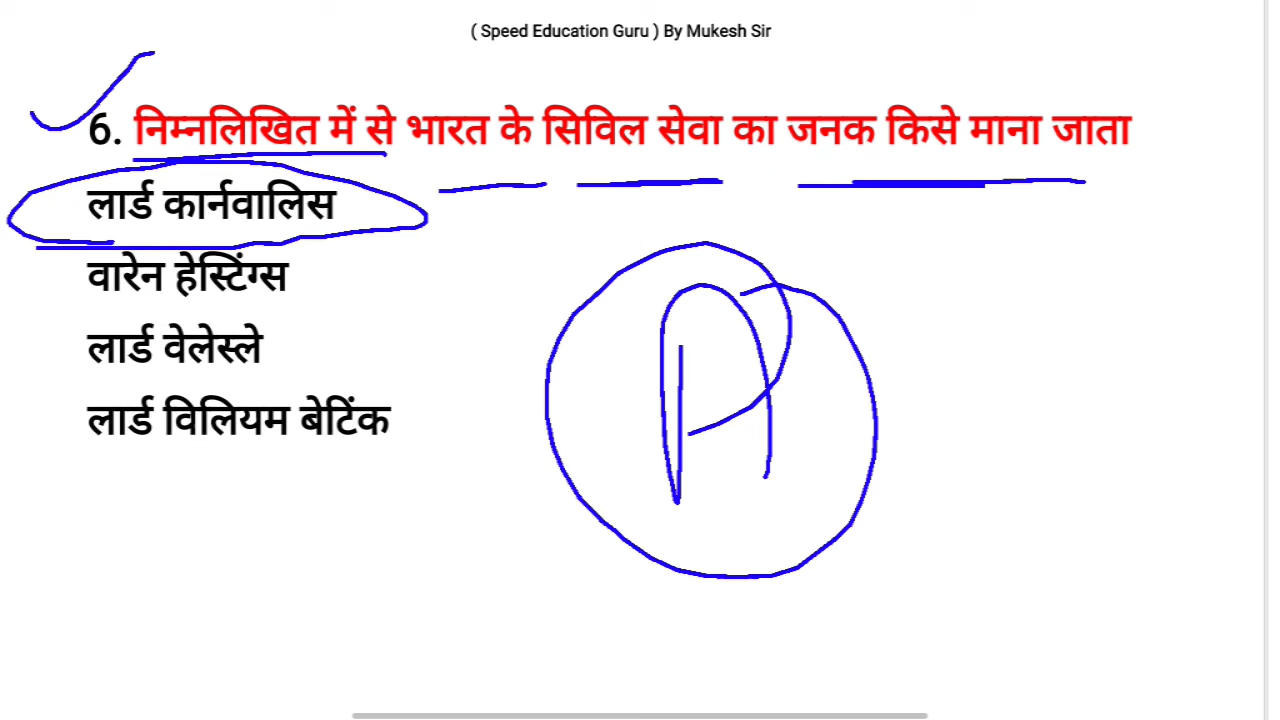 ( Speed Education Guru ) By Mukesh Sir
6. निम्नलिखित में से भारत के सिविल सेवा का जनक किसे माना जाता
लार्ड कार्नवालिस
वारेन हेस्टिंग्स
लार्ड वेलेस्ले
लार्ड विलियम बेटिंक
A